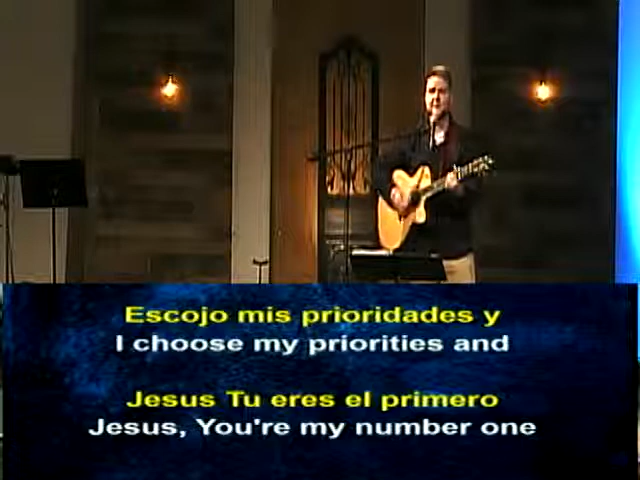 Escojo mis prioridades y
I choose my priorities and
Jesus Tu eres el primero
Jesus, You're my number one